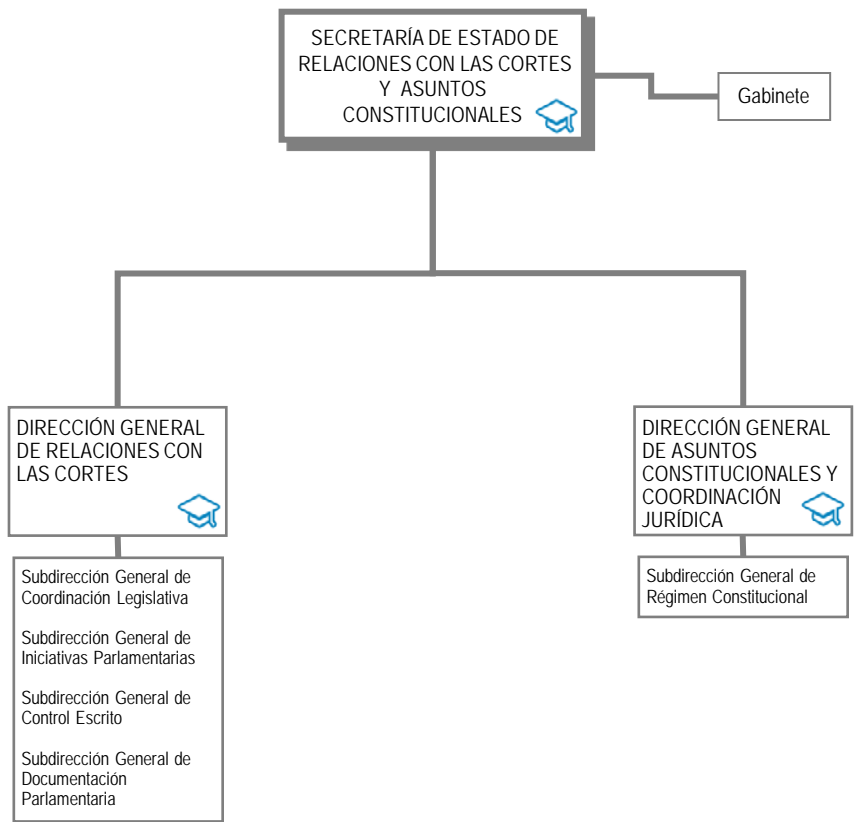 SECRETARÍA DE ESTADO DE
RELACIONES CON LAS CORTES
Y ASUNTOS
CONSTITUCIONALES
Gabinete
DIRECCIÓN GENERAL
DE RELACIONES CON
LAS CORTES
Subdirección General de
Coordinación Legislativa
Subdirección General de
Iniciativas Parlamentarias
Subdirección General de
Control Escrito
Subdirección General de
Documentación
Parlamentaria
DIRECCIÓN GENERAL
DE ASUNTOS
CONSTITUCIONALES Y
COORDINACIÓN
JURÍDICA
Subdirección General de
Régimen Constitucional